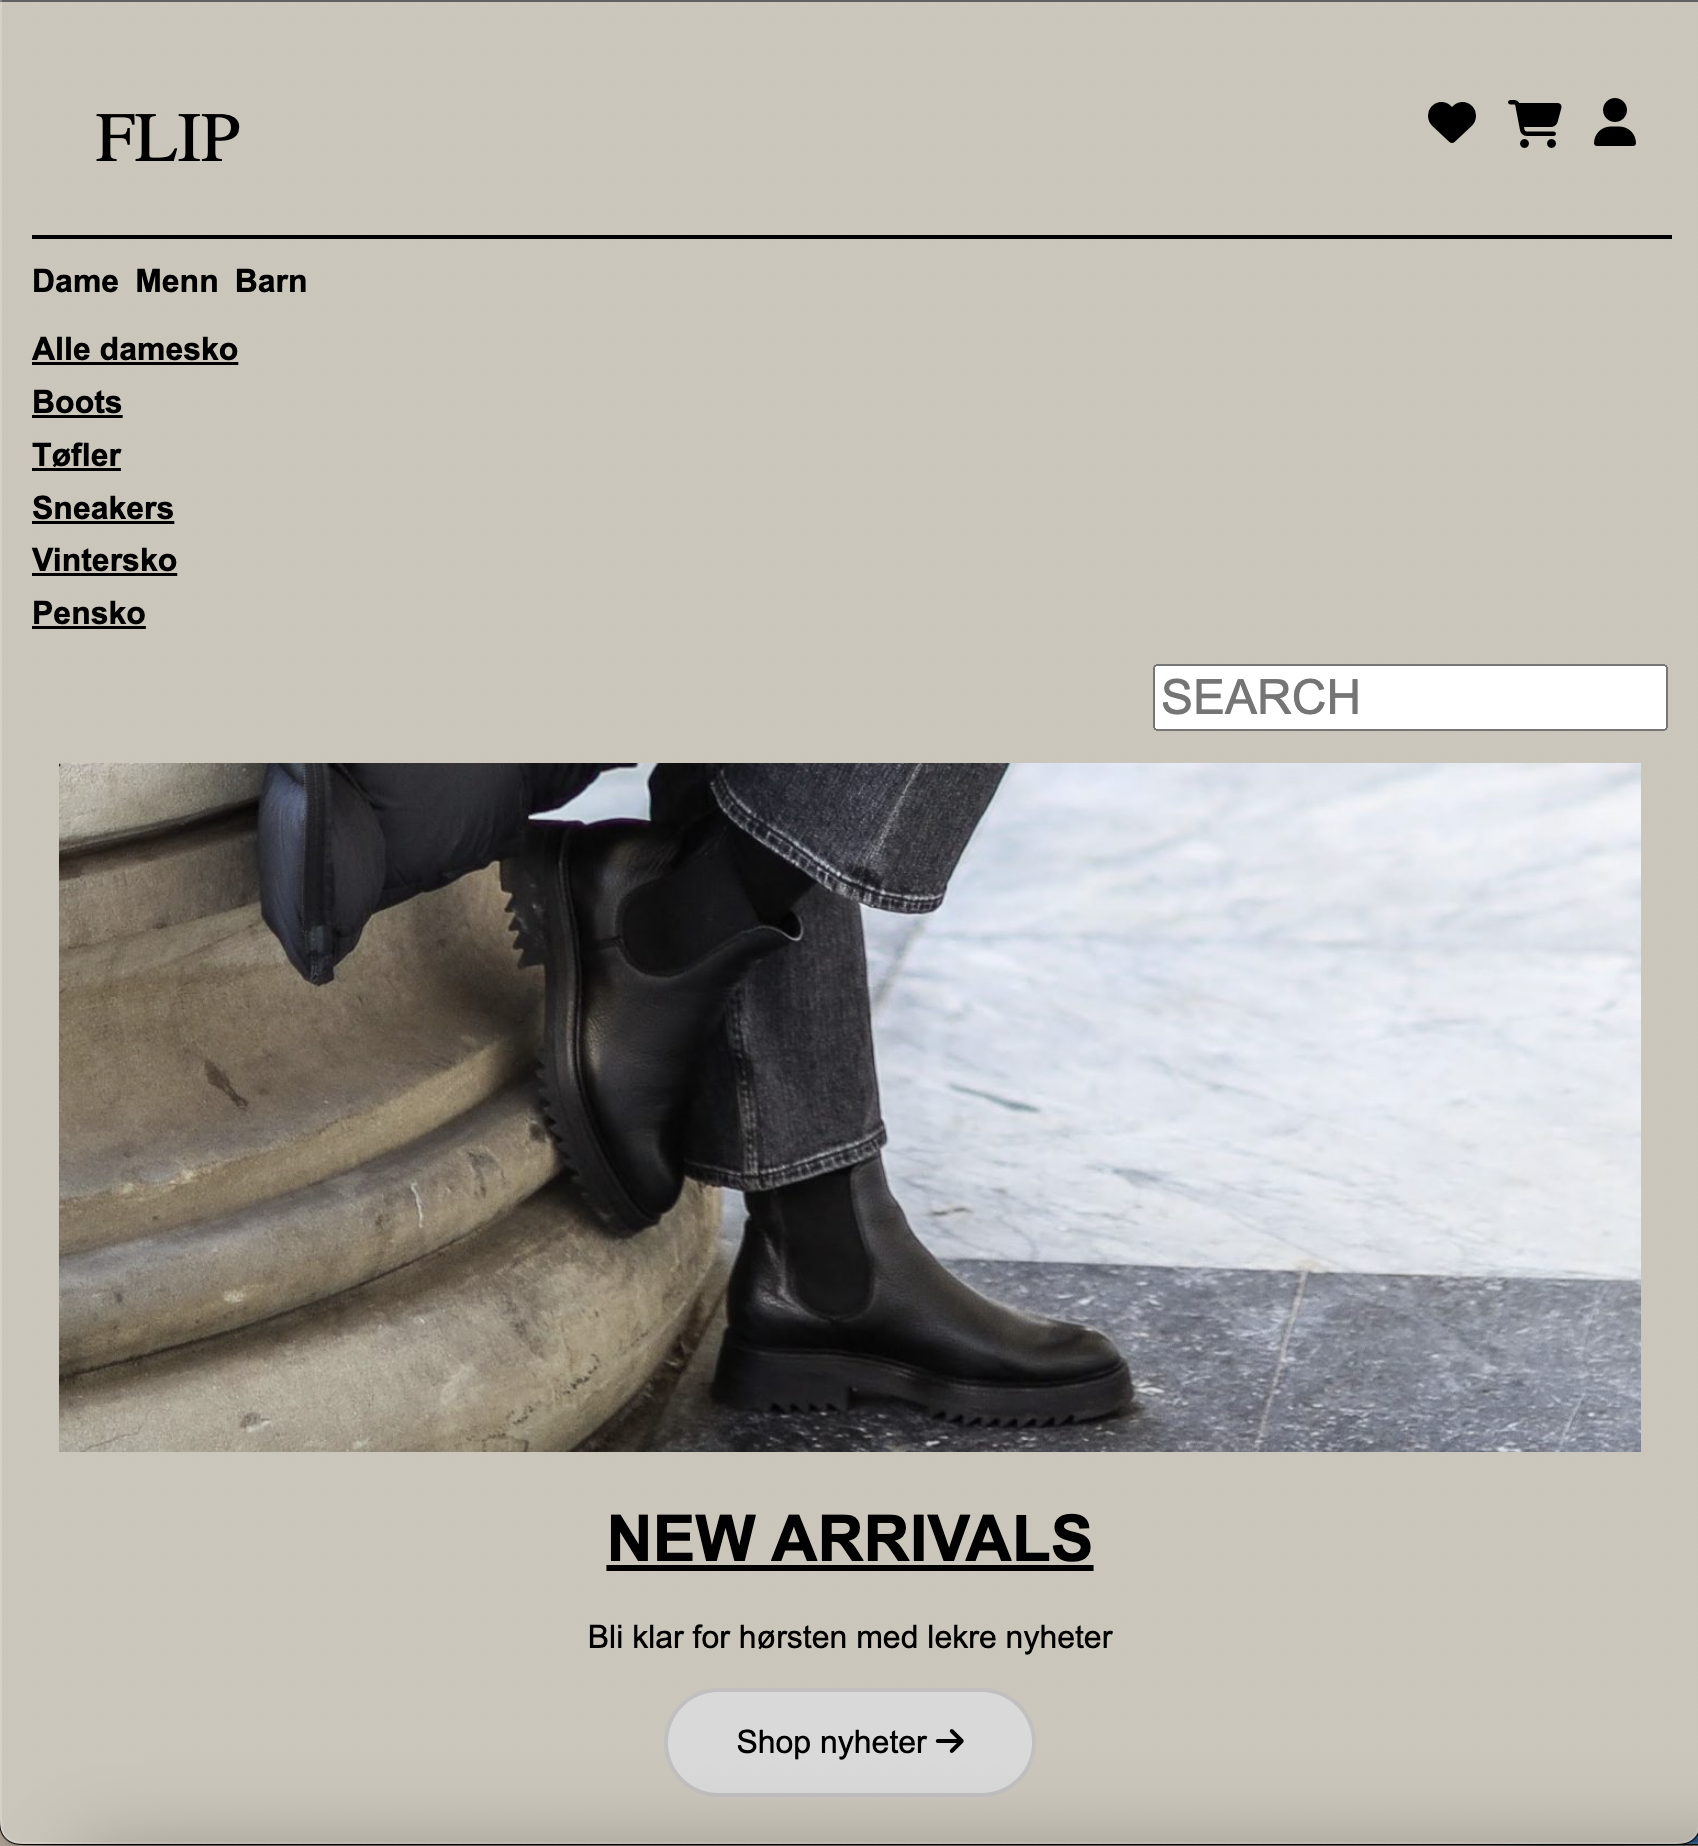 FLIP
Dame Menn Barn
Alle damesko
Boots
Tøfler
Sneakers
Vintersko
Pensko
SEARCH
NEW ARRIVALS
Bli klar for hørsten med lekre nyheter
Shop nyheter →